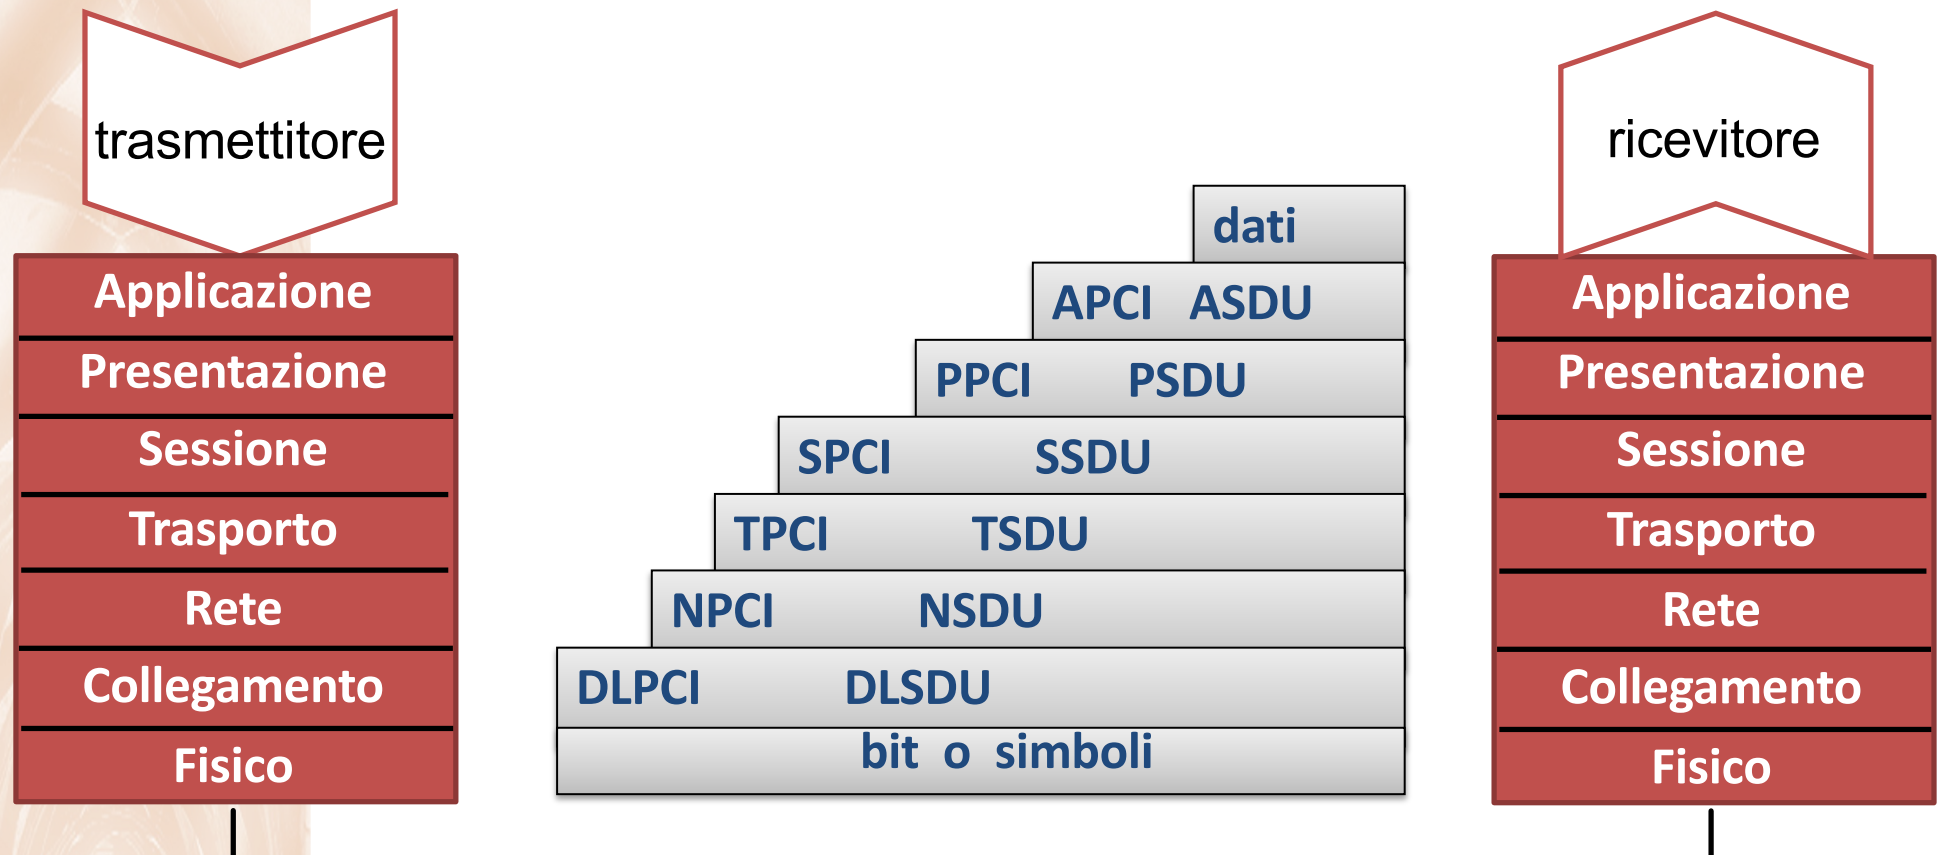 trasmettitore
Applicazione
Presentazione
Sessione
Trasporto
Rete
Collegamento
Fisico
dati
APCI ASDU
PPCI PSDU
SPCI SSDU
TPCI TSDU
NPCI NSDU
DLPCI DLSDU
bit o simboli
ricevitore
Applicazione
Presentazione
Sessione
Trasporto
Rete
Collegamento
Fisico